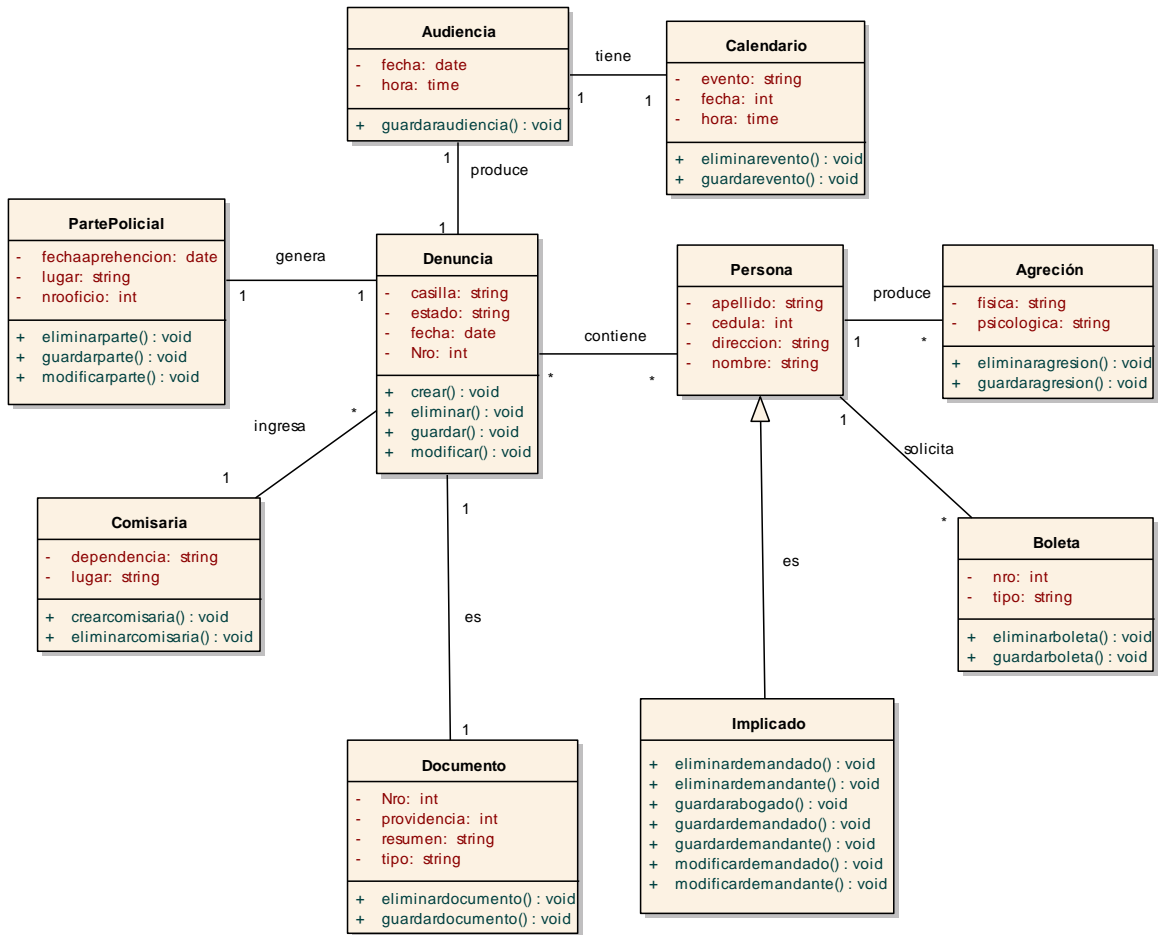 Audiencia
- fecha: date
- hora: time
+ guardaraudiencia() : void
tiene
1
1
Calendario
- evento: string
- fecha: int
- hora: time
+ eliminarevento() : void
+ guardarevento() : void
1
produce
1
PartePolicial
- fechaaprehencion: date
- lugar: string
- nrooficio: int
+ eliminarparte() : void
+ guardarparte() : void
+ modificarparte() : void
genera
1
1
Denuncia
- casilla: string
- estado: string
- fecha: date
- Nro: int
+ crear() : void
+ eliminar() : void
+ guardar() : void
+ modificar() : void
contiene
*
*
Persona
- apellido: string
- cedula: int
- direccion: string
- nombre: string
produce
1
*
Agreción
- fisica: string
- psicologica: string
+ eliminaragresion() : void
+ guardaragresion() : void
ingresa
*
1
1
solicita
*
Comisaria
- dependencia: string
- lugar: string
+ crearcomisaria() : void
+ eliminarcomisaria() : void
1
es
1
es
Boleta
- nro: int
- tipo: string
+ eliminarboleta() : void
+ guardarboleta() : void
Documento
- Nro: int
- providencia: int
- resumen: string
- tipo: string
+ eliminardocumento() : void
+ guardardocumento() : void
Implicado
+ eliminardemandado() : void
+ eliminardemandante() : void
+ guardarabogado() : void
+ guardardemandado() : void
+ guardardemandante() : void
+ modificardemandado() : void
+ modificardemandante() : void